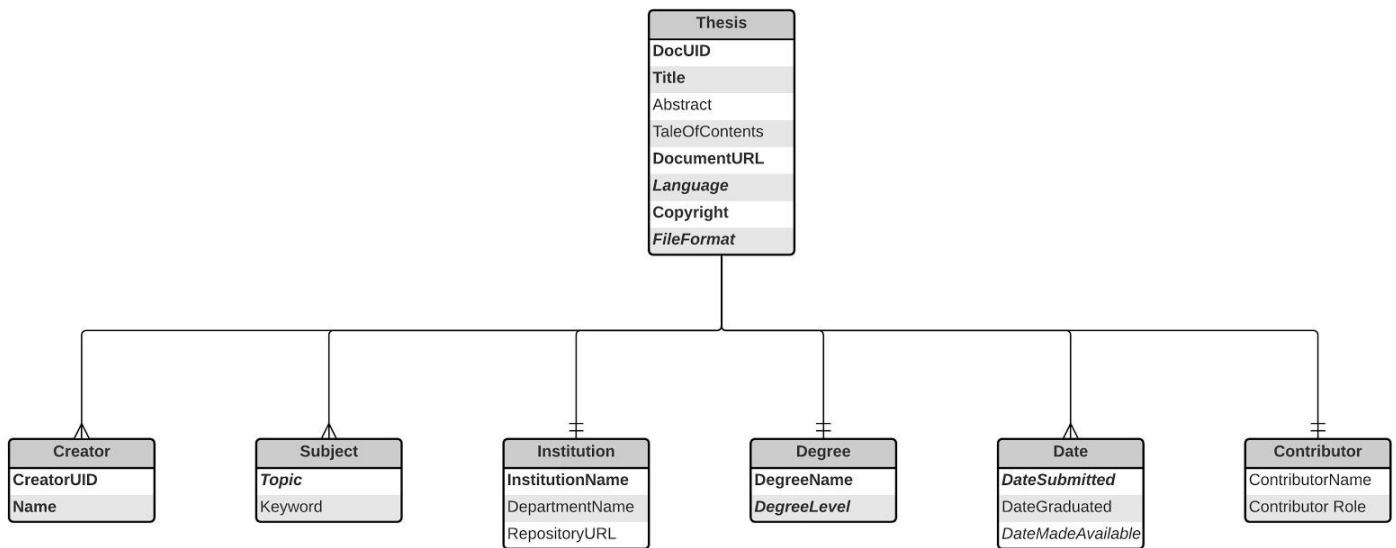 Thesis
DocUID
Title
Abstract
TaleOfContents
DocumentURL
Language
Copyright
FileFormat
Creator
CreatorUID
Name
Subject
Topic
Keyword
Institution
InstitutionName
DepartmentName
RepositoryURL
Degree
DegreeName
DegreeLevel
Date
DateSubmitted
DateGraduated
DateMadeAvailable
Contributor
ContributorName
Contributor Role